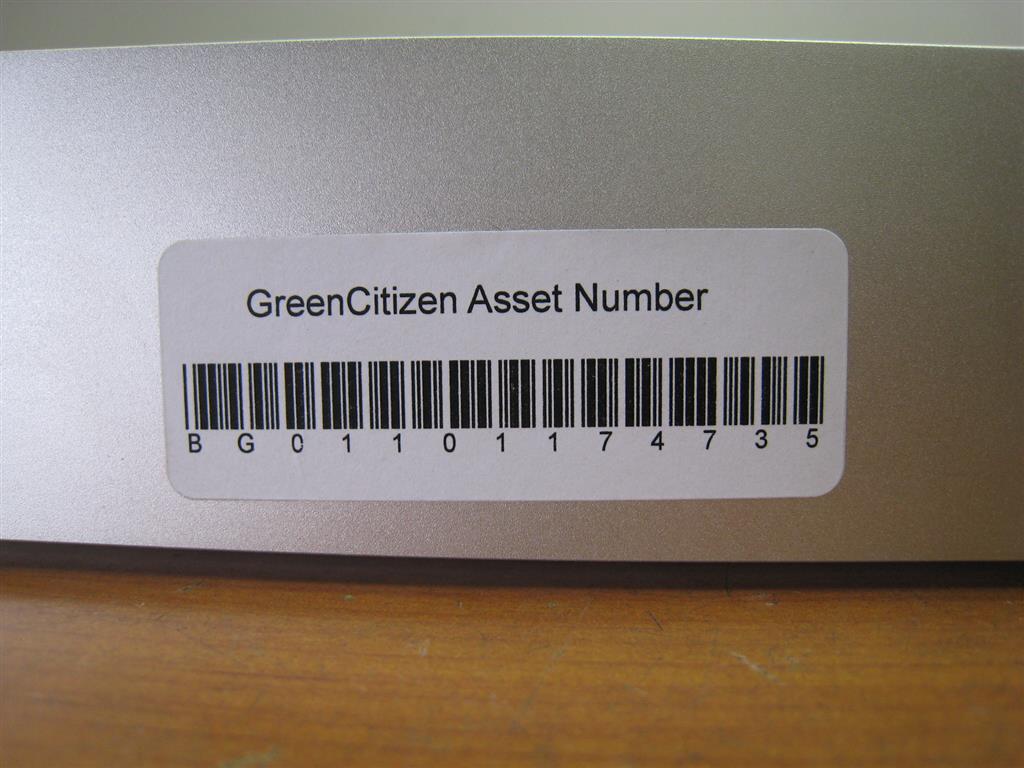 GreenCitizen Asset Number
B G 0 1 1 0 1 1 7 4 7 3 5